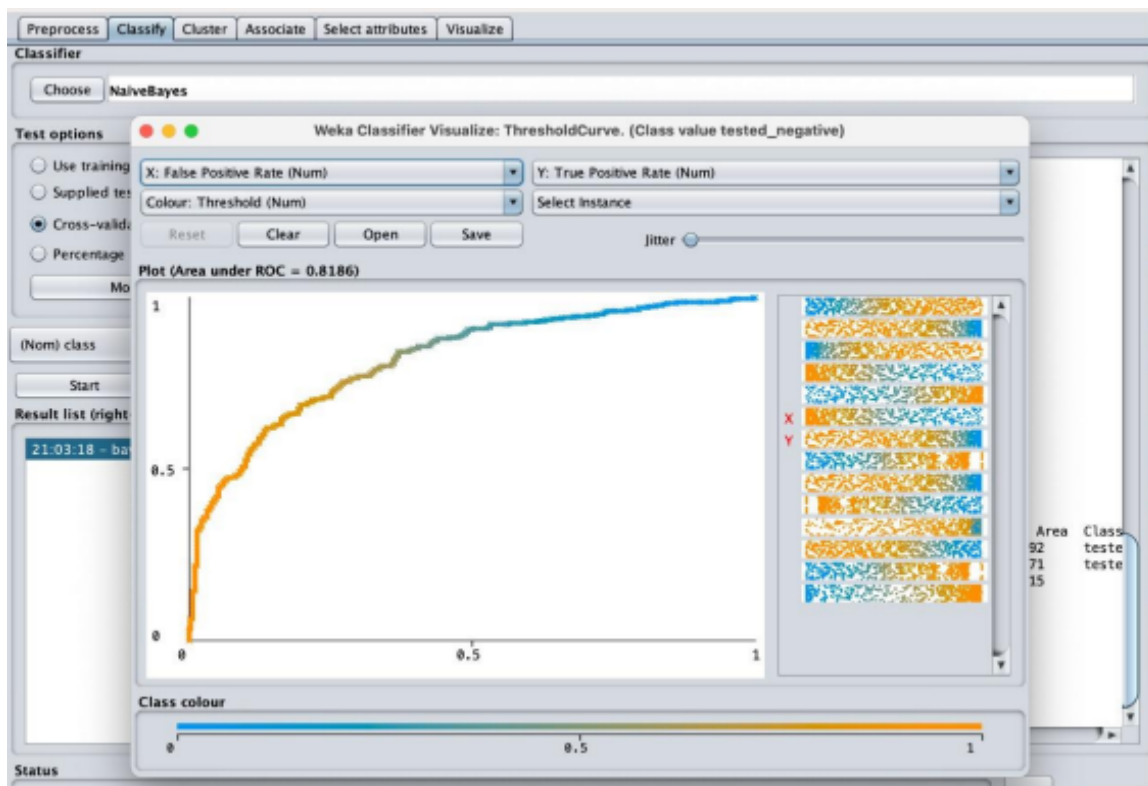 Preprocess Classify Cluster Associate Select attributes Visualize
Classifier
Choose NaiveBayes
Test options
Weka Classifier Visualize: ThresholdCurve. (Class value tested_negative)
Use training
X: False Positive Rate (Num) Y: True Positive Rate (Num)
Supplied tes
Colour: Threshold (Num) Select Instance
Cross-valida
Reset Clear Open Save Jitter
Percentage
Plot (Area under ROC = 0.8186)
Mo
1
(Nom) class
Start
Result list (right-
X
Y
21:03:18 - bay
0.5
Area Class
92 teste
71 teste
15
0
0 0.5 1
Class colour
0 0.5 1
Status